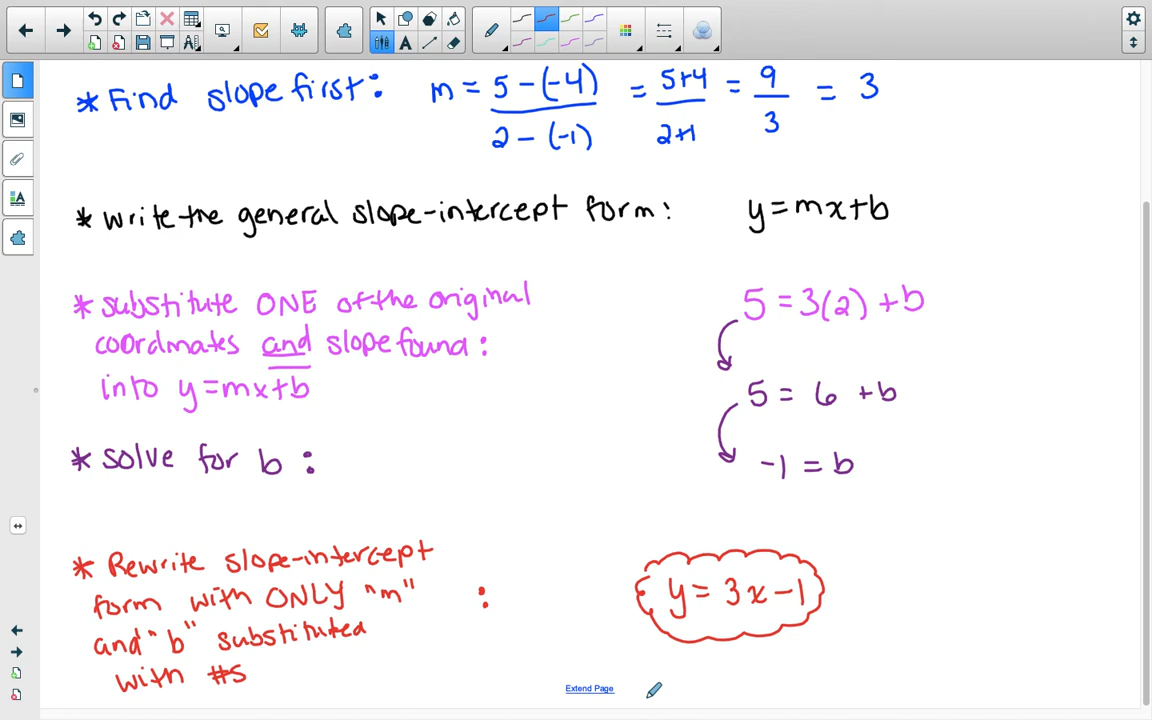 * Find slope first: m = 5 - (-4) / 2 - (-1) = 5+4 / 2+1 = 9 / 3 = 3
* write the general slope-intercept form: y = mx + b
* substitute ONE of the original 5 = 3(2) + b
coordmates and slope found:
into y = mx + b 5 = 6 + b
* solve for b: -1 = b
* Rewrite slope-intercept
form with ONLY "m" : y = 3x - 1
and "b" substituted
with #s
Extend Page